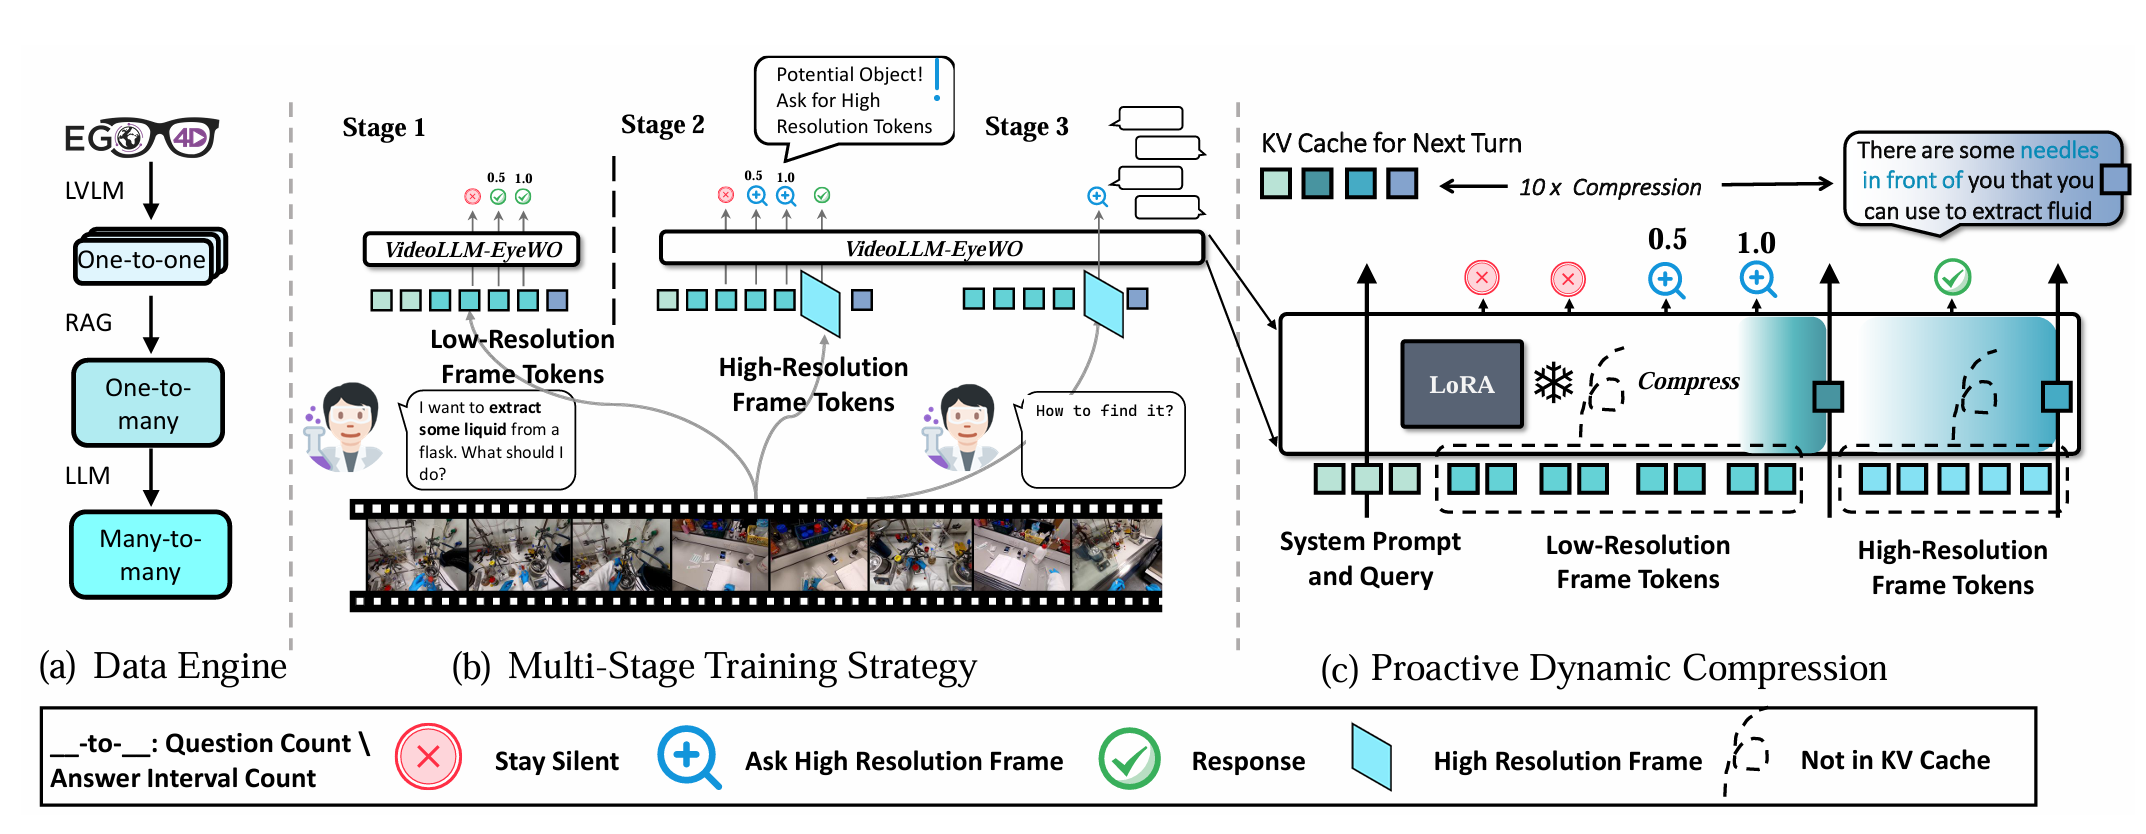 EGO 4D
LVLM
One-to-one
RAG
One-to-
many
LLM
Many-to-
many
(a) Data Engine
Stage 1
0.5 1.0
VideoLLM-EyeWO
Low-Resolution
Frame Tokens
I want to extract
some liquid from a
flask. What should I
do?
Stage 2
Potential Object!
Ask for High
Resolution Tokens
0.5 1.0
VideoLLM-EyeWO
High-Resolution
Frame Tokens
Stage 3
How to find it?
(b) Multi-Stage Training Strategy
KV Cache for Next Turn
10 x Compression
There are some needles
in front of you that you
can use to extract fluid
0.5
1.0
LoRA
Compress
System Prompt
and Query
Low-Resolution
Frame Tokens
High-Resolution
Frame Tokens
(c) Proactive Dynamic Compression
__-to-__: Question Count \
Answer Interval Count
Stay Silent
Ask High Resolution Frame
Response
High Resolution Frame
Not in KV Cache